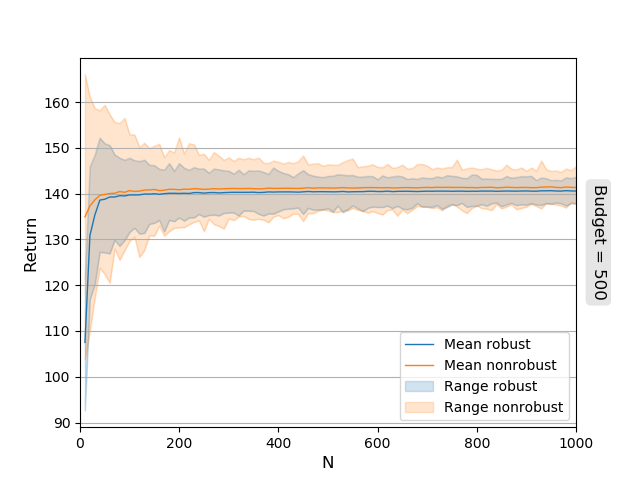 160
150
140
130
120
110
100
90
Return
0
200
400
600
800
1000
N
Mean robust
Mean nonrobust
Range robust
Range nonrobust
Budget = 500